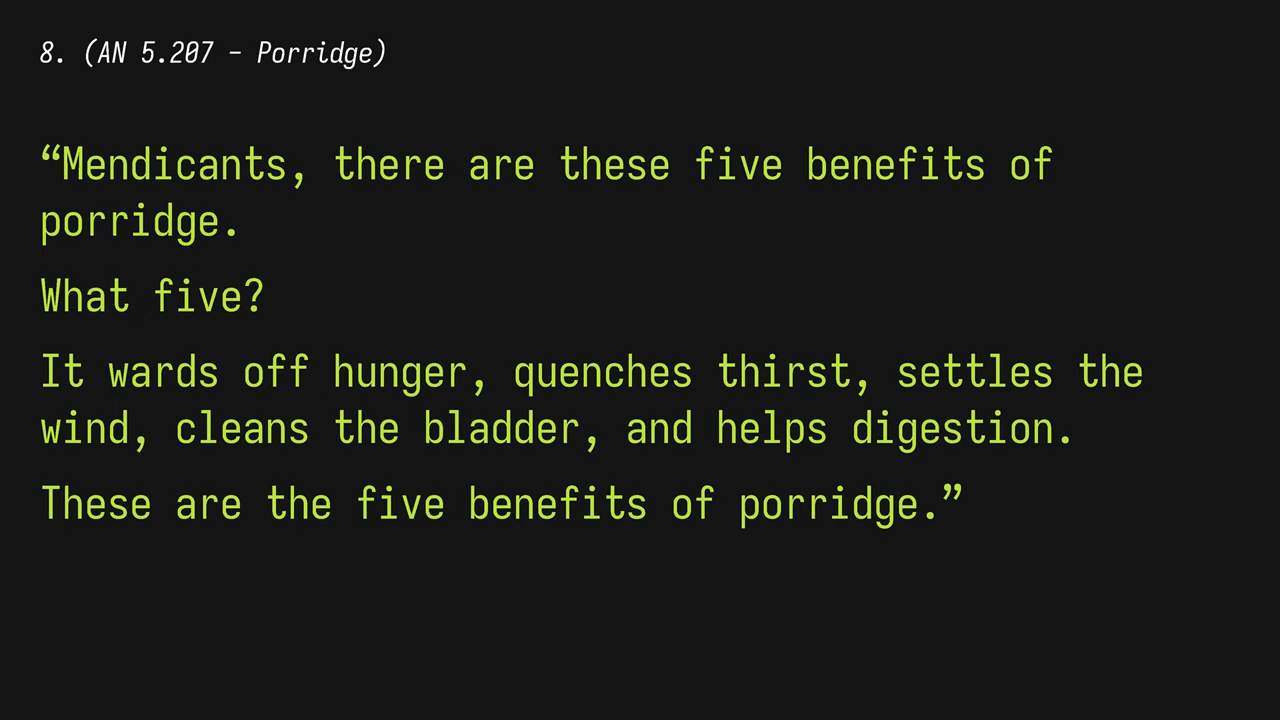 8. (AN 5.207 – Porridge)
“Mendicants, there are these five benefits of
porridge.
What five?
It wards off hunger, quenches thirst, settles the
wind, cleans the bladder, and helps digestion.
These are the five benefits of porridge.”